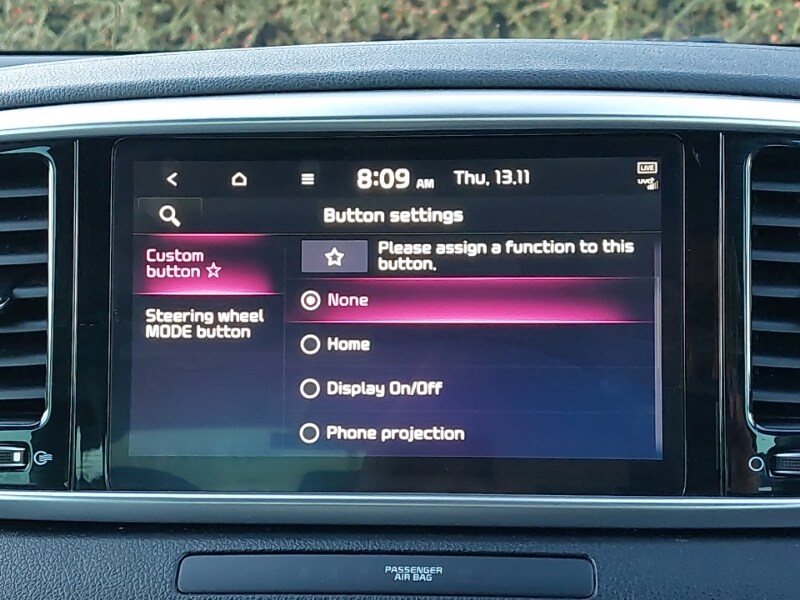 8:09 AM Thu, 13.11
LIVE
UVO
Button settings
Custom
button ☆
Steering wheel
MODE button
Please assign a function to this
button.
None
Home
Display On/Off
Phone projection
PASSENGER
AIR BAG